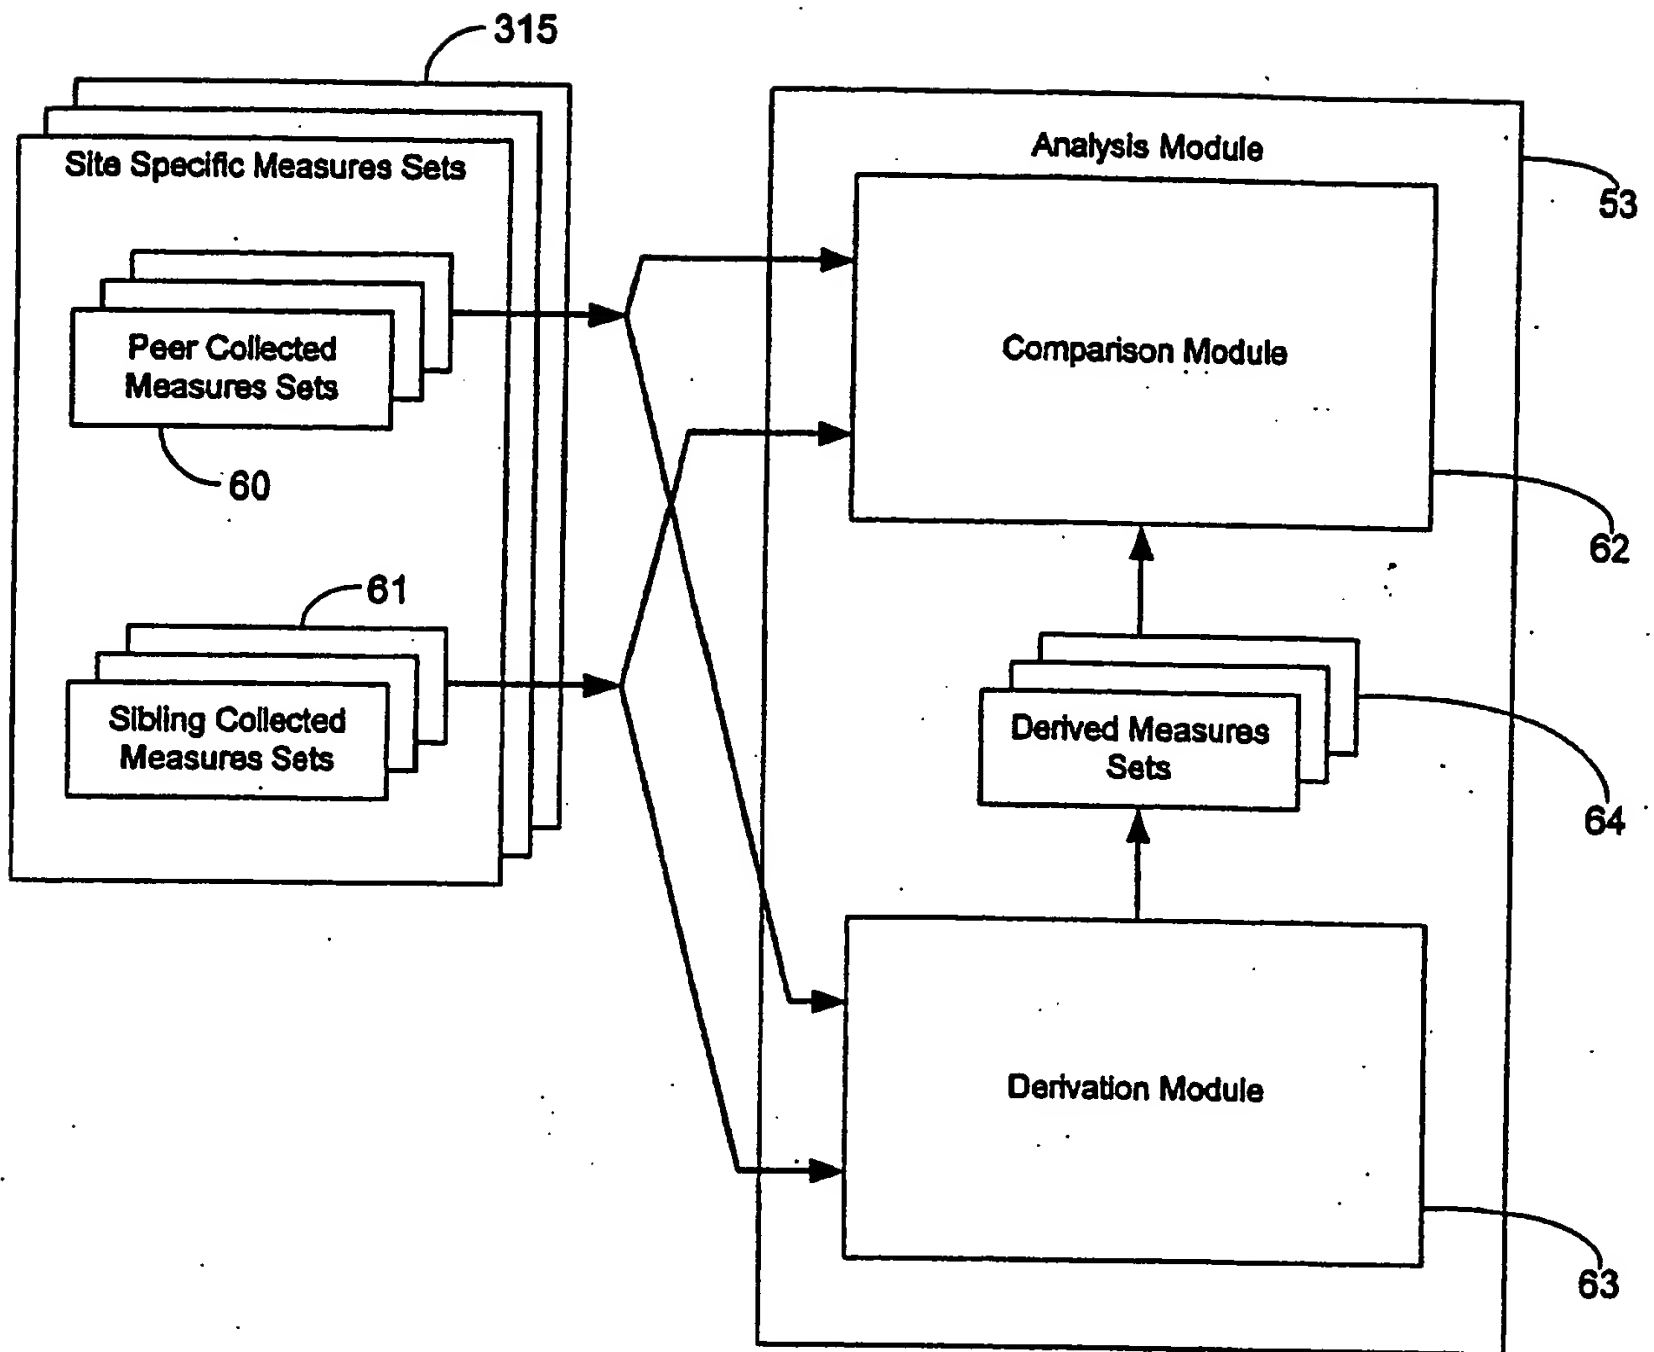 315
Site Specific Measures Sets
Peer Collected
Measures Sets
60
61
Sibling Collected
Measures Sets
Analysis Module
53
Comparison Module
62
Derived Measures
Sets
64
Derivation Module
63